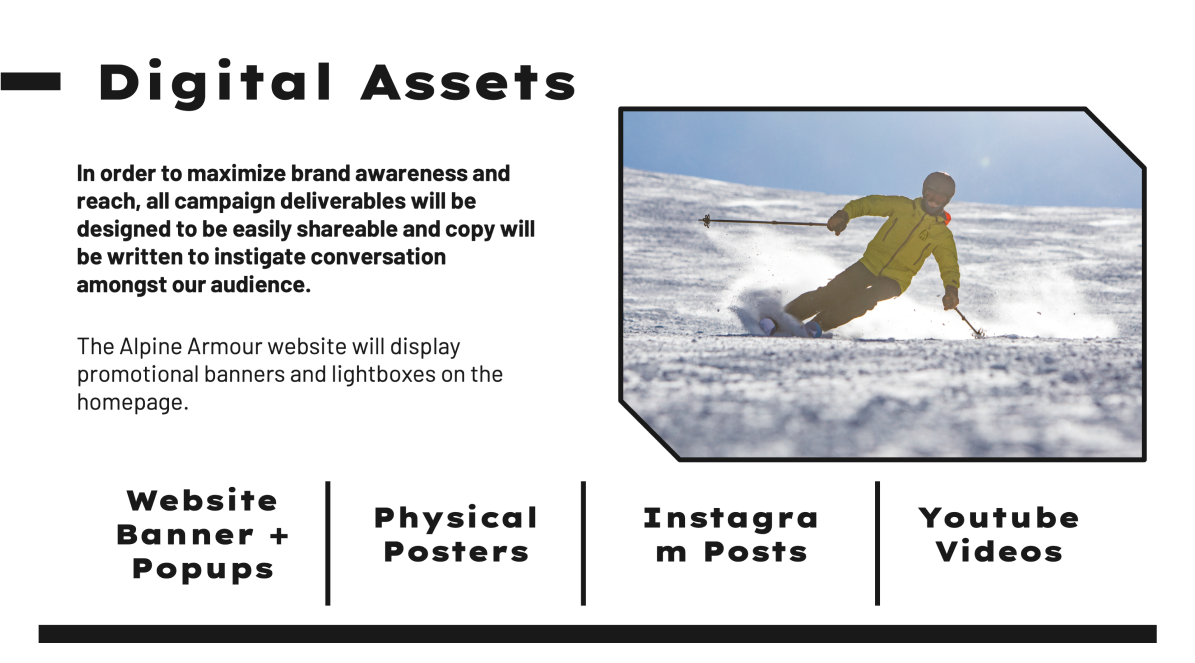 Digital Assets
In order to maximize brand awareness and
reach, all campaign deliverables will be
designed to be easily shareable and copy will
be written to instigate conversation
amongst our audience.
The Alpine Armour website will display
promotional banners and lightboxes on the
homepage.
Website
Banner +
Popups
Physical
Posters
Instagra
m Posts
Youtube
Videos